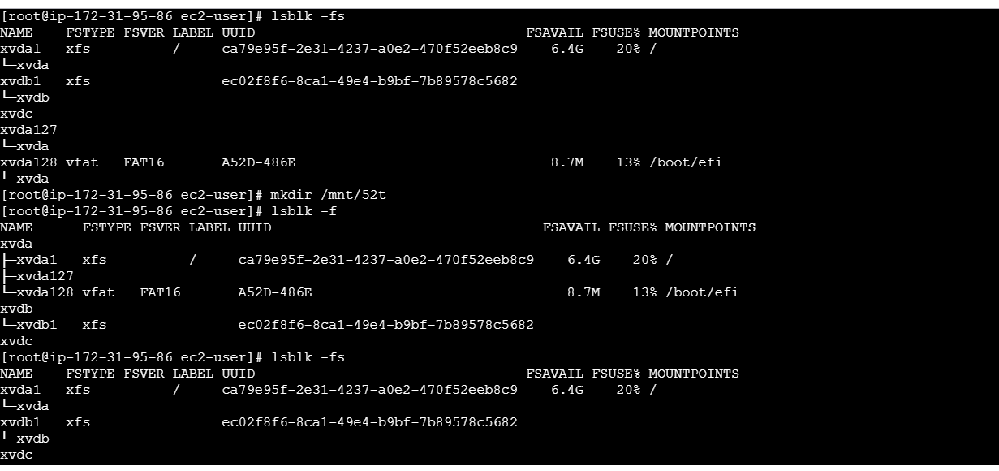 [root@ip-172-31-95-86 ec2-user]# lsblk -fs
NAME    FSTYPE FSVER LABEL UUID                                 FSAVAIL FSUSE% MOUNTPOINTS
xvda1   xfs          /     ca79e95f-2e31-4237-a0e2-470f52eeb8c9    6.4G    20% /
└─xvda
xvdb1   xfs                ec02f8f6-8ca1-49e4-b9bf-7b89578c5682
└─xvdb
xvdc
xvda127
└─xvda
xvda128 vfat   FAT16       A52D-486E                               8.7M    13% /boot/efi
└─xvda
[root@ip-172-31-95-86 ec2-user]# mkdir /mnt/52t
[root@ip-172-31-95-86 ec2-user]# lsblk -f
NAME      FSTYPE FSVER LABEL UUID                                 FSAVAIL FSUSE% MOUNTPOINTS
xvda
├─xvda1   xfs          /     ca79e95f-2e31-4237-a0e2-470f52eeb8c9    6.4G    20% /
├─xvda127
└─xvda128 vfat   FAT16       A52D-486E                               8.7M    13% /boot/efi
xvdb
└─xvdb1   xfs                ec02f8f6-8ca1-49e4-b9bf-7b89578c5682
xvdc
[root@ip-172-31-95-86 ec2-user]# lsblk -fs
NAME    FSTYPE FSVER LABEL UUID                                 FSAVAIL FSUSE% MOUNTPOINTS
xvda1   xfs          /     ca79e95f-2e31-4237-a0e2-470f52eeb8c9    6.4G    20% /
└─xvda
xvdb1   xfs                ec02f8f6-8ca1-49e4-b9bf-7b89578c5682
└─xvdb
xvdc